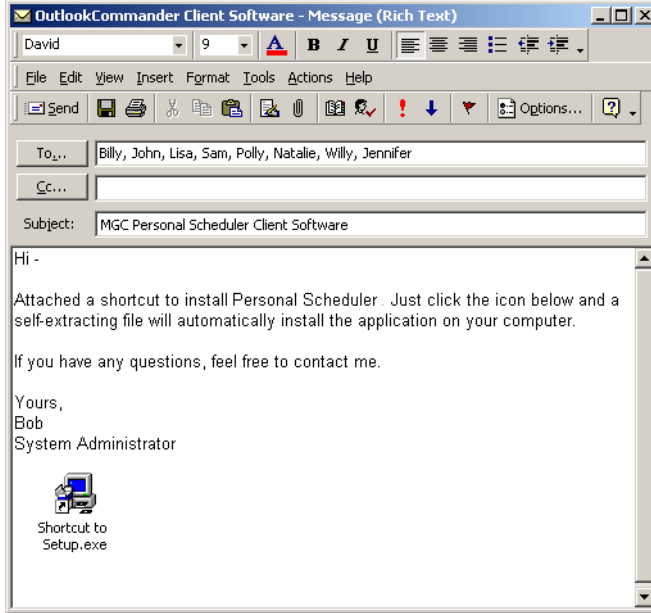 OutlookCommander Client Software - Message (Rich Text)
David 9 A B I U
File Edit View Insert Format Tools Actions Help
Send Options...
To... Billy, John, Lisa, Sam, Polly, Natalie, Willy, Jennifer
Cc...
Subject: MGC Personal Scheduler Client Software
Hi -
Attached a shortcut to install Personal Scheduler . Just click the icon below and a
self-extracting file will automatically install the application on your computer.
If you have any questions, feel free to contact me.
Yours,
Bob
System Administrator
Shortcut to
Setup.exe